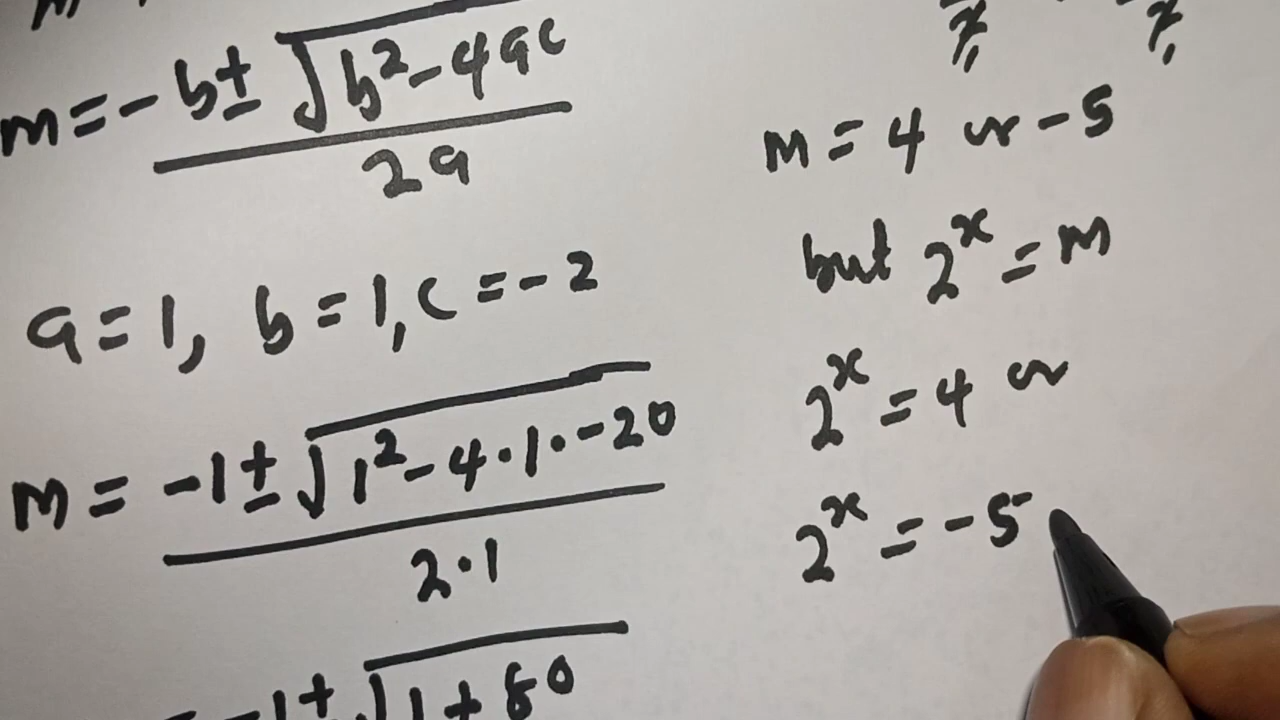 m = -b ± √b² - 4ac
2a
a = 1, b = 1, c = -2
m = -1 ± √1² - 4·1·-20
2·1
-1 ± √1 + 80
m = 4 or -5
but 2ˣ = m
2ˣ = 4 or
2ˣ = -5